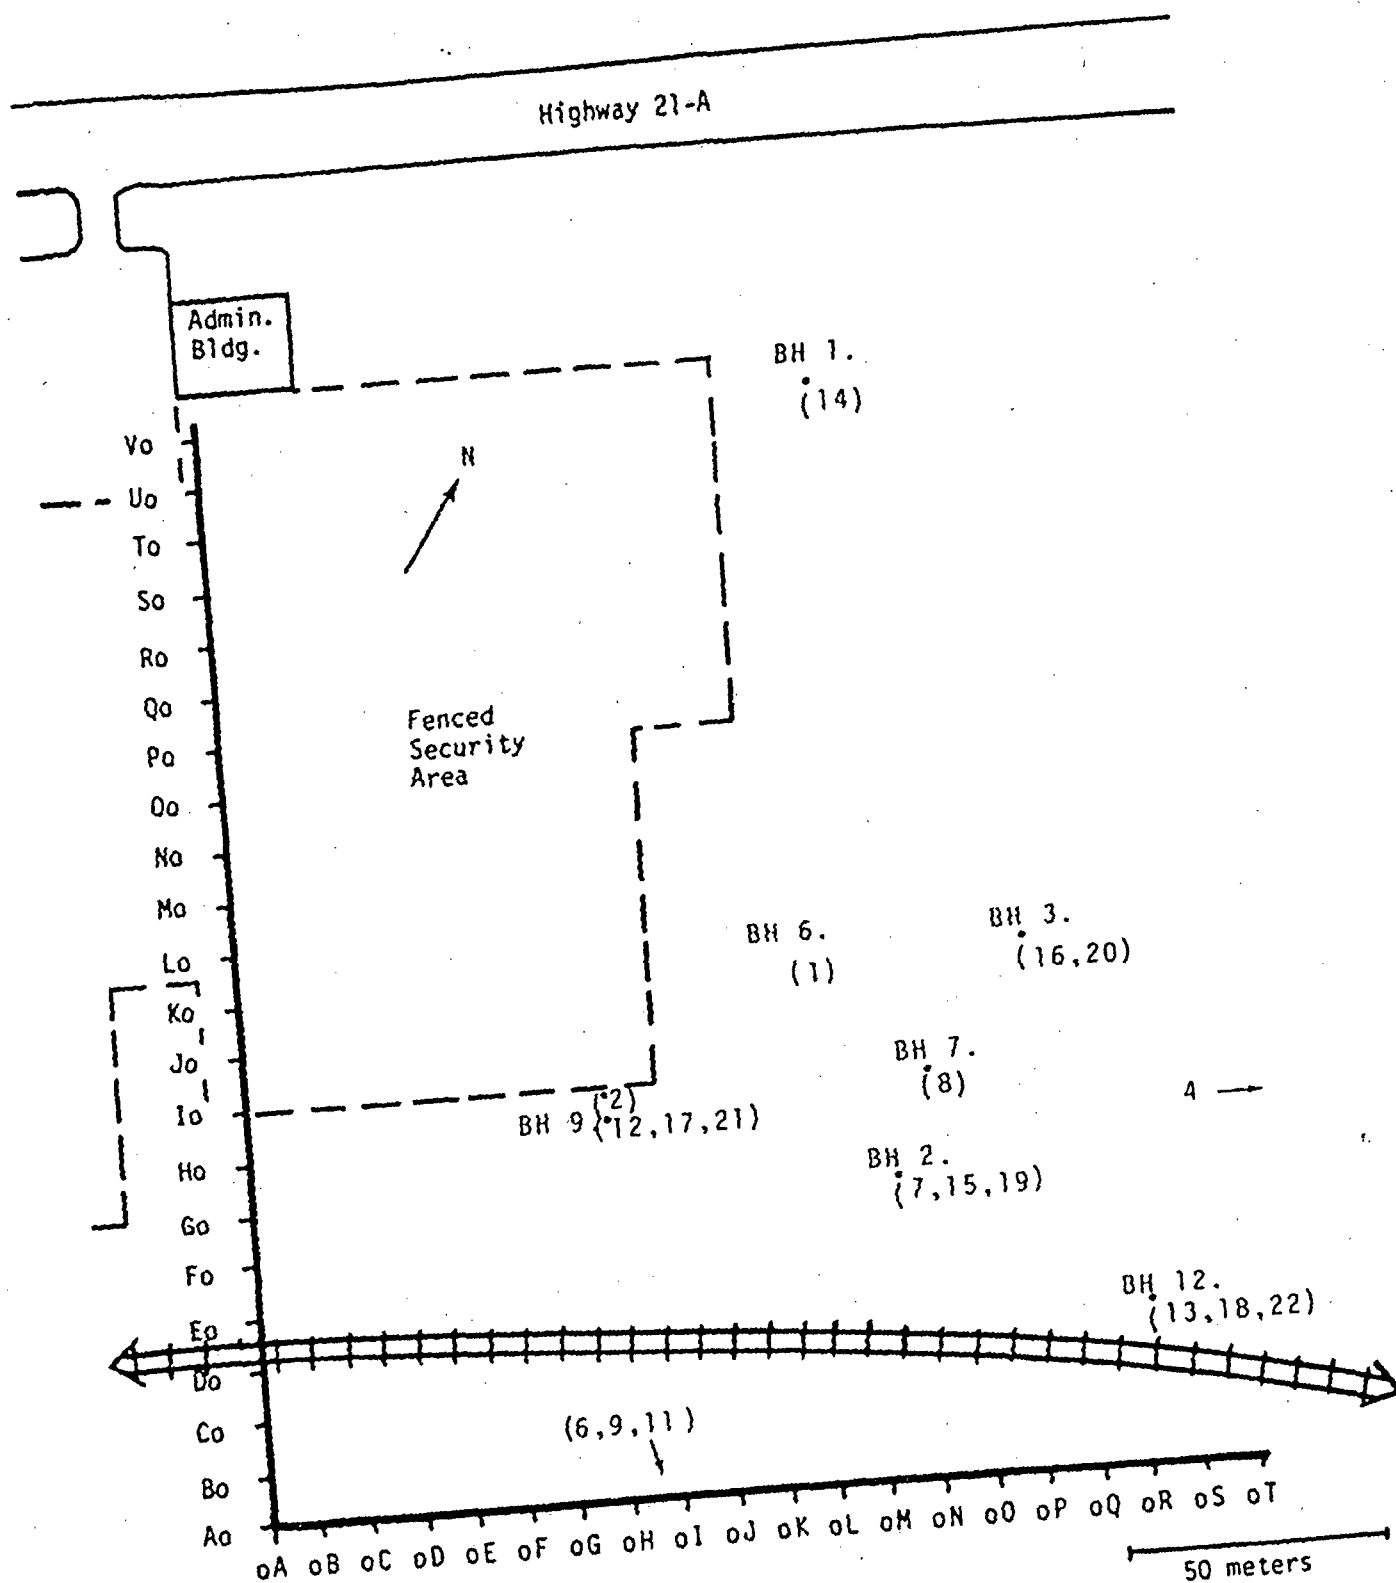 Highway 21-A
Admin.
Bldg.
BH 1.
(14)
N
Vo
Uo
To
So
Ro
Qo
Po
Oo
No
Mo
Lo
Ko
Jo
Io
Ho
Go
Fo
Eo
Do
Co
Bo
Ao
Fenced
Security
Area
BH 6.
(1)
BH 3.
(16,20)
BH 7.
(8)
4
(2)
BH 9 (12,17,21)
BH 2.
(7,15,19)
BH 12.
(13,18,22)
(6,9,11)
oA oB oC oD oE oF oG oH oI oJ oK oL oM oN oO oP oQ oR oS oT
50 meters